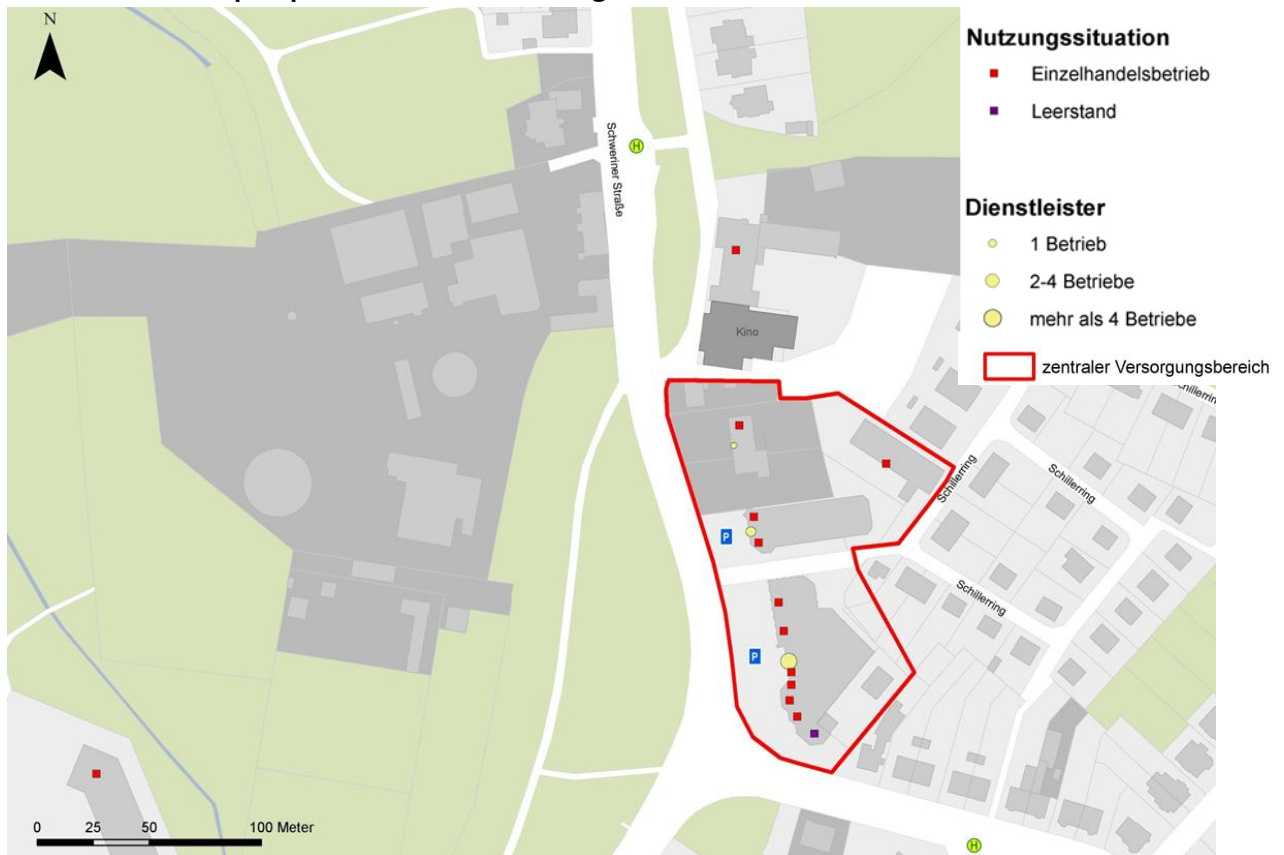 N
Nutzungssituation
Einzelhandelsbetrieb
Leerstand
Dienstleister
1 Betrieb
2-4 Betriebe
mehr als 4 Betriebe
zentraler Versorgungsbereich
Schweriner Straße
H
Kino
Schillerring
Schillerring
Schillerring
P
Schillerring
P
0 25 50 100 Meter
H